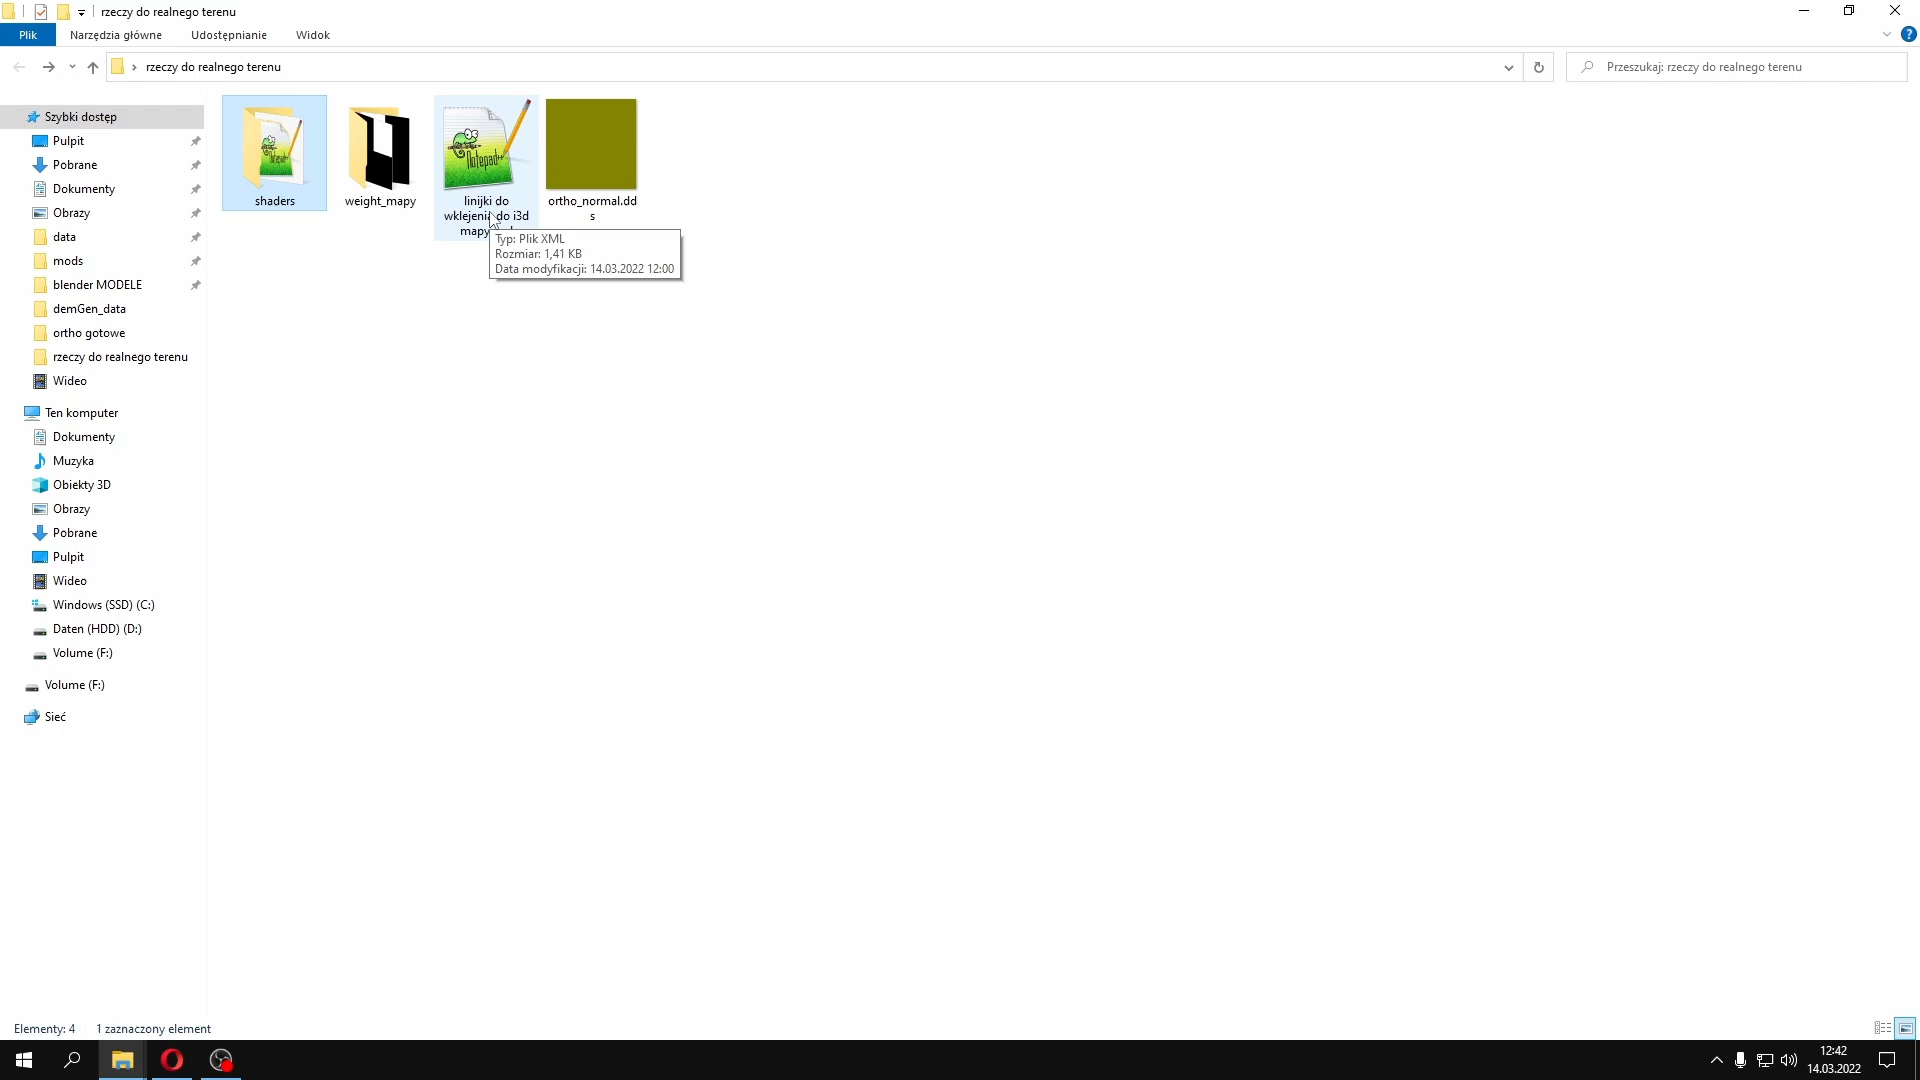 rzeczy do realnego terenu
Plik
Narzędzia główne
Udostępnianie
Widok
rzeczy do realnego terenu
Przeszukaj: rzeczy do realnego terenu
Szybki dostęp
Pulpit
Pobrane
Dokumenty
Obrazy
data
mods
blender MODELE
demGen_data
ortho gotowe
rzeczy do realnego terenu
Wideo
Ten komputer
Dokumenty
Muzyka
Obiekty 3D
Obrazy
Pobrane
Pulpit
Wideo
Windows (SSD) (C:)
Daten (HDD) (D:)
Volume (F:)
Volume (F:)
Sieć
shaders
weight_mapy
Notepad++
linijki do
wklejenia do i3d
mapy
ortho_normal.dd
s
Typ: Plik XML
Rozmiar: 1,41 KB
Data modyfikacji: 14.03.2022 12:00
Elementy: 4
1 zaznaczony element
12:42
14.03.2022